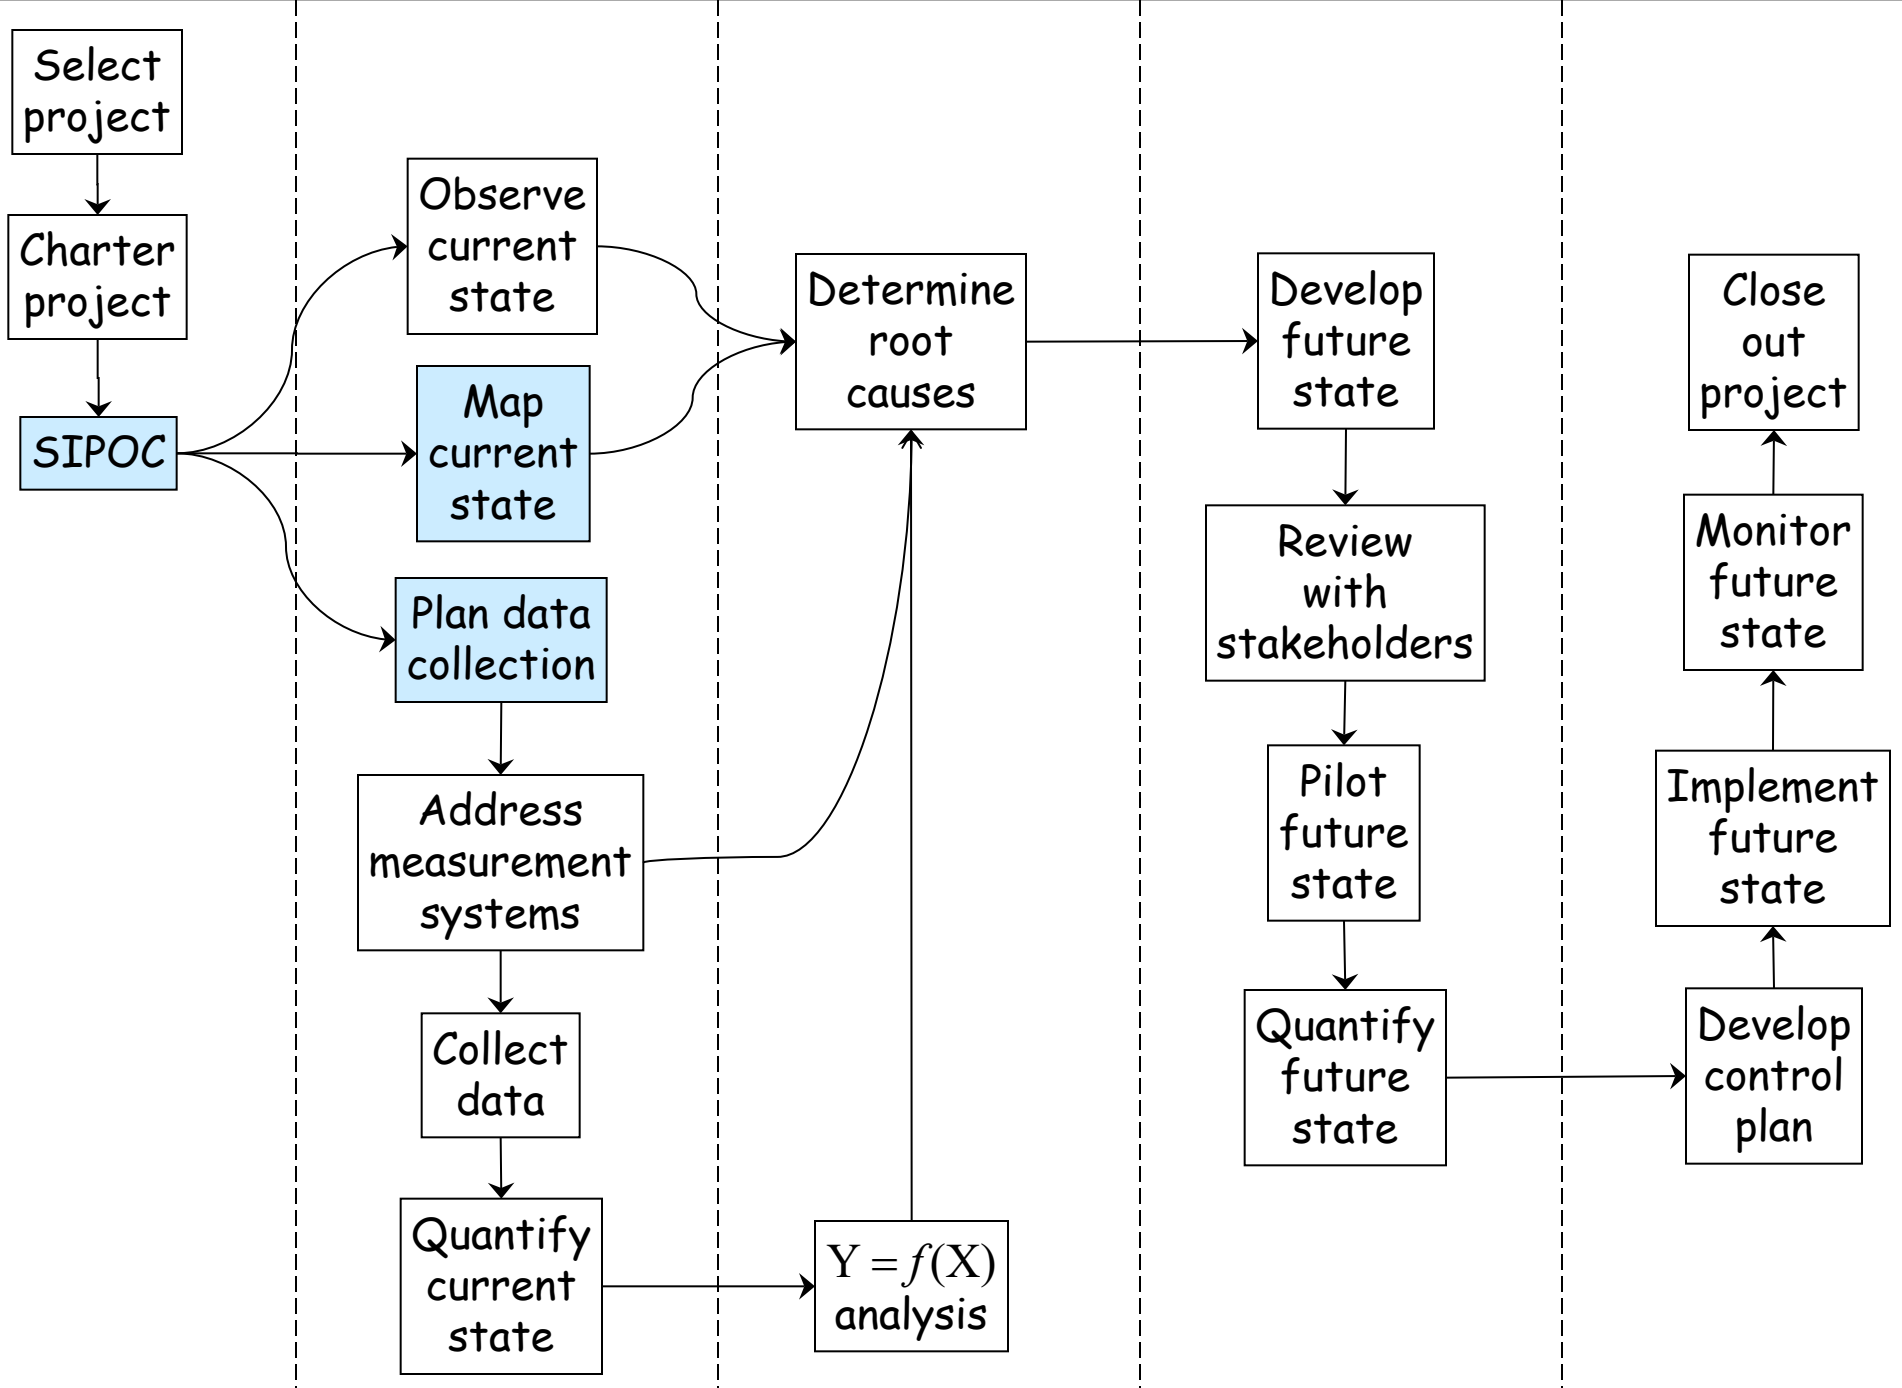 Select
project
Charter
project
SIPOC
Observe
current
state
Map
current
state
Plan data
collection
Address
measurement
systems
Collect
data
Quantify
current
state
Determine
root
causes
Y = f(X)
analysis
Develop
future
state
Review
with
stakeholders
Pilot
future
state
Quantify
future
state
Close
out
project
Monitor
future
state
Implement
future
state
Develop
control
plan